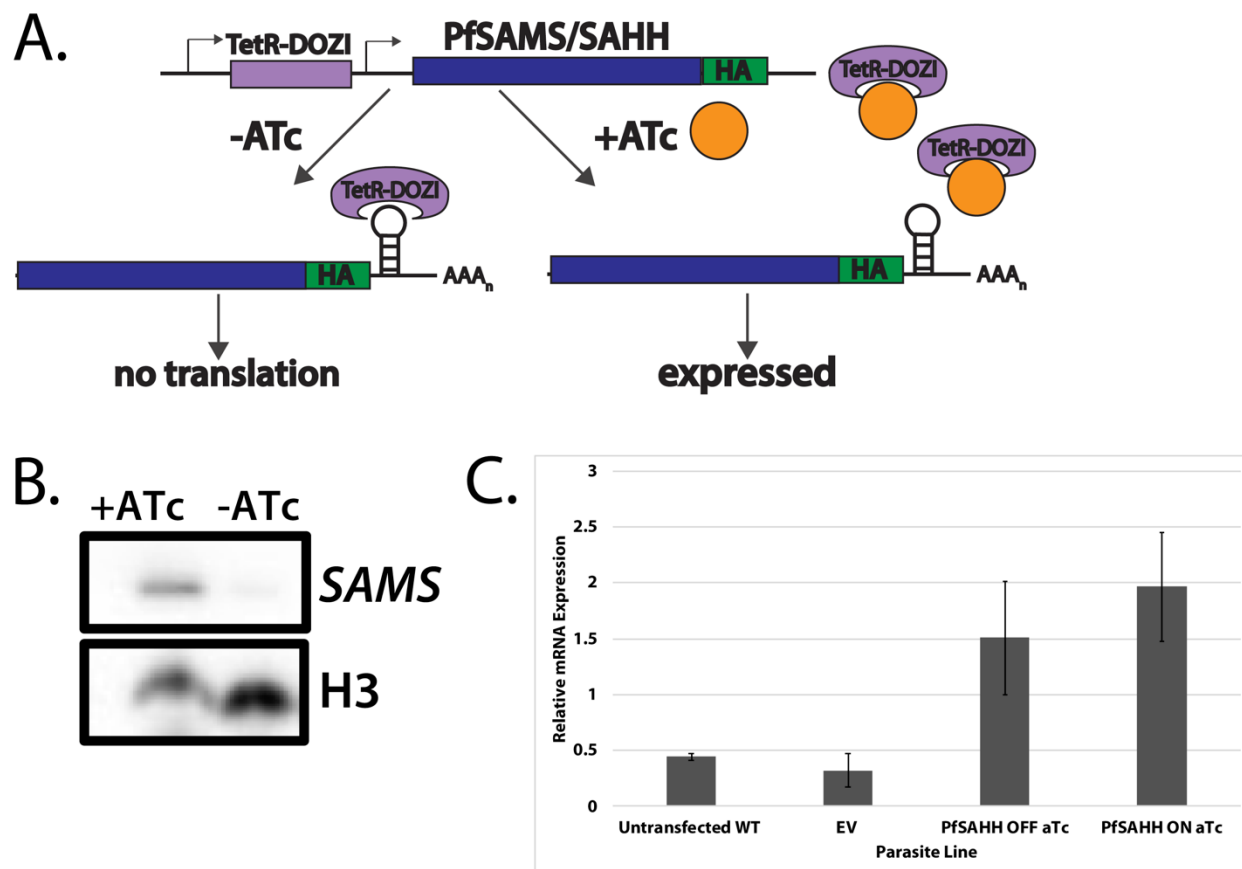 A.
TetR-DOZI
PfSAMS/SAHH
HA
TetR-DOZI
-ATc
+ATc
TetR-DOZI
TetR-DOZI
HA
AAAn
HA
AAAn
no translation
expressed
B.
+ATc -ATc
SAMS
H3
C.
3
2.5
2
1.5
1
0.5
0
Relative mRNA Expression
Untransfected WT
EV
PfSAHH OFF aTc
PfSAHH ON aTc
Parasite Line